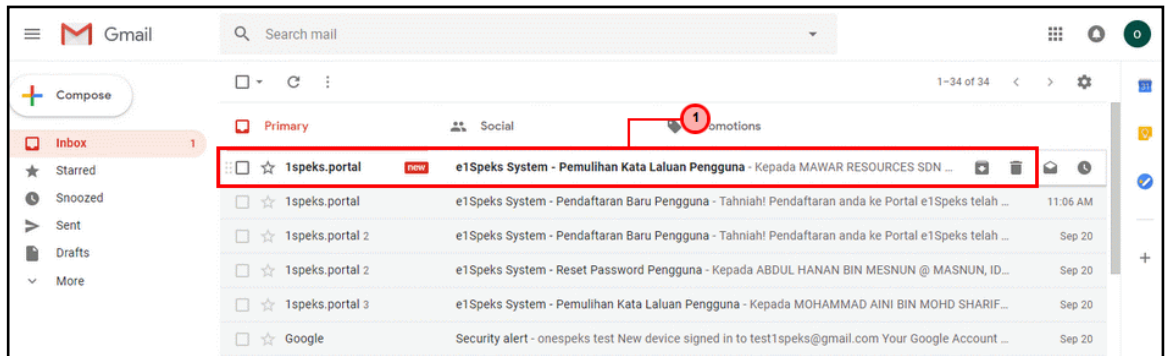 Gmail
Search mail
O
Compose
1-34 of 34
31
Primary
Social
1
omotions
Inbox 1
1speks.portal new e1Speks System - Pemulihan Kata Laluan Pengguna - Kepada MAWAR RESOURCES SDN ...
Starred
1speks.portal e1Speks System - Pendaftaran Baru Pengguna - Tahniah! Pendaftaran anda ke Portal e1Speks telah ... 11:06 AM
Snoozed
Sent
1speks.portal 2 e1Speks System - Pendaftaran Baru Pengguna - Tahniah! Pendaftaran anda ke Portal e1Speks telah ... Sep 20
Drafts
1speks.portal 2 e1Speks System - Reset Password Pengguna - Kepada ABDUL HANAN BIN MESNUN @ MASNUN, ID... Sep 20
More
1speks.portal 3 e1Speks System - Pemulihan Kata Laluan Pengguna - Kepada MOHAMMAD AINI BIN MOHD SHARIF... Sep 20
Google Security alert - onespeks test New device signed in to test1speks@gmail.com Your Google Account ... Sep 20